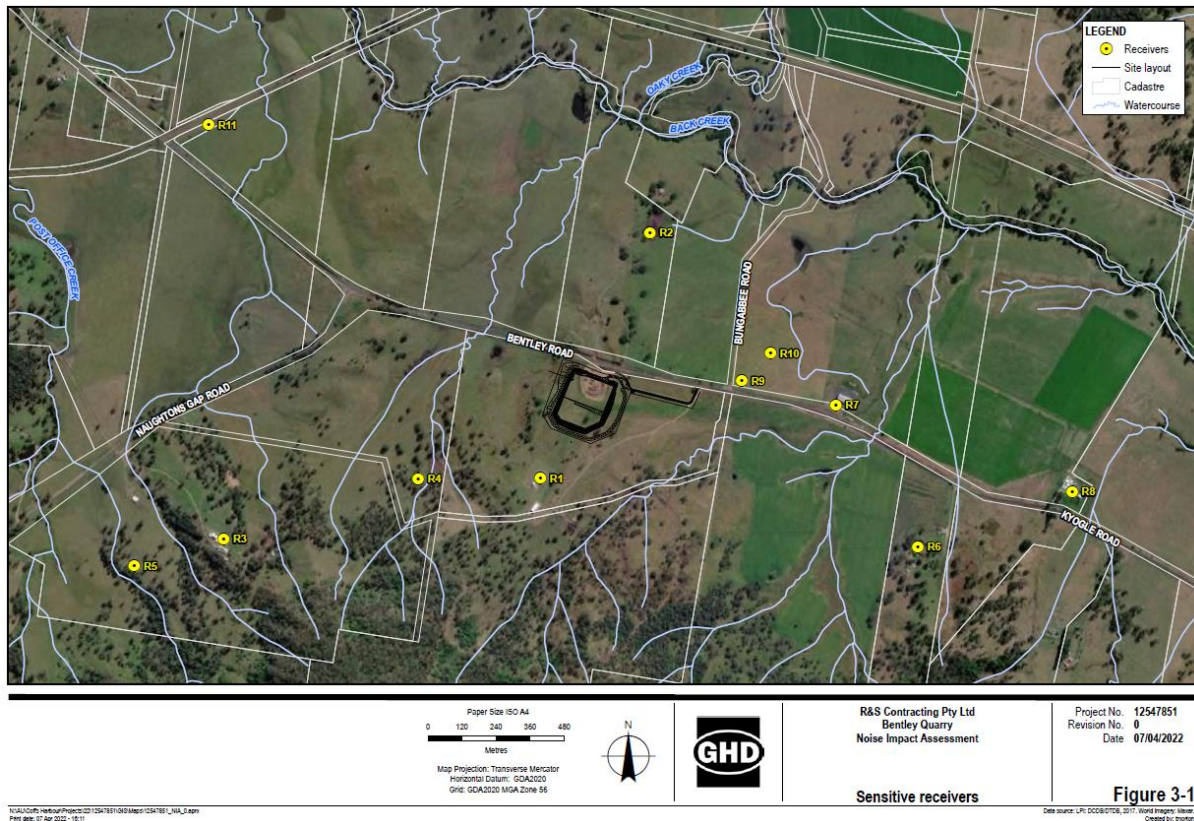 LEGEND
Receivers
Site layout
Cadastre
Watercourse
OAKY CREEK
BACK CREEK
R11
POST OFFICE CREEK
R2
BUNGABBEE ROAD
BENTLEY ROAD
R10
R9
R7
NAUGHTONS GAP ROAD
R4
R1
R8
KYOGLE ROAD
R3
R6
R5
Paper Size ISO A4
0 120 240 360 480
Metres
Map Projection: Transverse Mercator
Horizontal Datum: GDA2020
Grid: GDA2020 MGA Zone 56
N
GHD
R&S Contracting Pty Ltd
Bentley Quarry
Noise Impact Assessment
Sensitive receivers
Project No. 12547851
Revision No. 0
Date 07/04/2022
Figure 3-1
Print date: 07 Apr 2022 - 16:11
Created by: tmorton